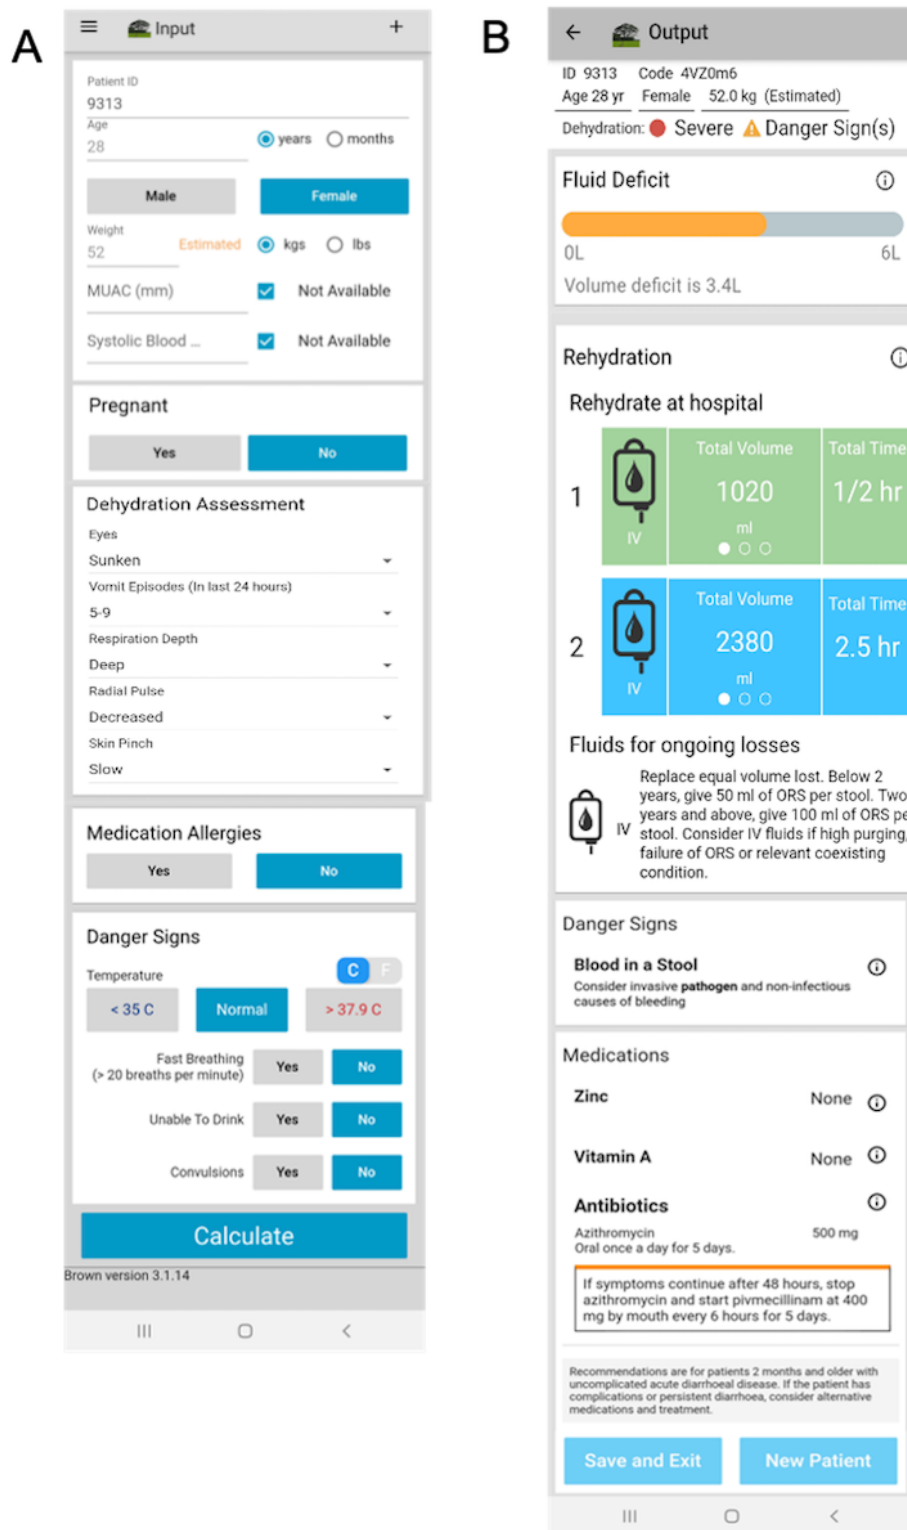 A
Input
+
Patient ID
9313
Age
28
years
months
Male
Female
Weight
52
Estimated
kgs
lbs
MUAC (mm)
Not Available
Systolic Blood ...
Not Available
Pregnant
Yes
No
Dehydration Assessment
Eyes
Sunken
Vomit Episodes (In last 24 hours)
5-9
Respiration Depth
Deep
Radial Pulse
Decreased
Skin Pinch
Slow
Medication Allergies
Yes
No
Danger Signs
Temperature
C F
< 35 C
Normal
> 37.9 C
Fast Breathing
(> 20 breaths per minute)
Yes
No
Unable To Drink
Yes
No
Convulsions
Yes
No
Calculate
Brown version 3.1.14
B
Output
ID 9313 Code 4VZ0m6
Age 28 yr Female 52.0 kg (Estimated)
Dehydration: Severe Danger Sign(s)
Fluid Deficit
0L
6L
Volume deficit is 3.4L
Rehydration
Rehydrate at hospital
1
IV
Total Volume
1020
ml
Total Time
1/2 hr
2
IV
Total Volume
2380
ml
Total Time
2.5 hr
Fluids for ongoing losses
IV
Replace equal volume lost. Below 2
years, give 50 ml of ORS per stool. Two
years and above, give 100 ml of ORS pe
stool. Consider IV fluids if high purging,
failure of ORS or relevant coexisting
condition.
Danger Signs
Blood in a Stool
Consider invasive pathogen and non-infectious
causes of bleeding
Medications
Zinc
None
Vitamin A
None
Antibiotics
Azithromycin
500 mg
Oral once a day for 5 days.
If symptoms continue after 48 hours, stop
azithromycin and start pivmecillinam at 400
mg by mouth every 6 hours for 5 days.
Recommendations are for patients 2 months and older with
uncomplicated acute diarrhoeal disease. If the patient has
complications or persistent diarrhoea, consider alternative
medications and treatment.
Save and Exit
New Patient